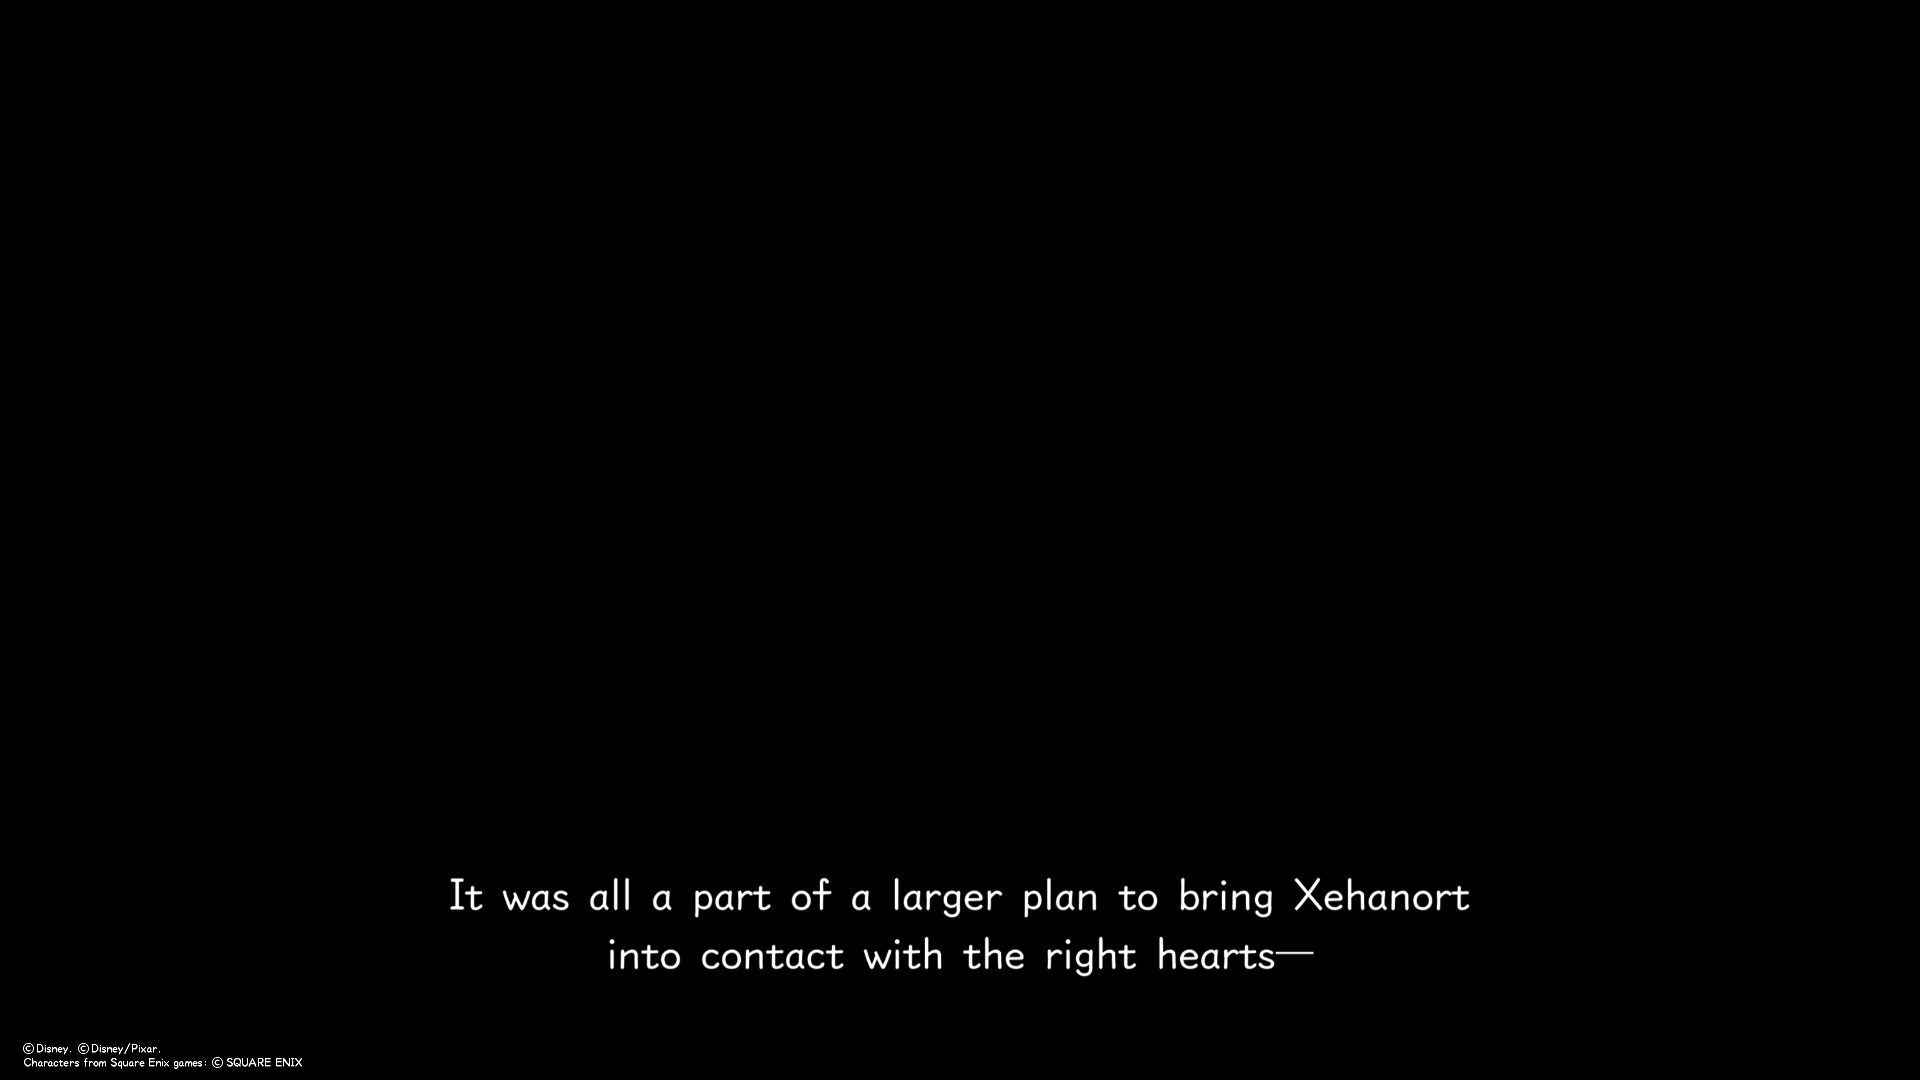 It was all a part of a larger plan to bring Xehanort
into contact with the right hearts—
©Disney. ©Disney/Pixar.
Characters from Square Enix games: © SQUARE ENIX